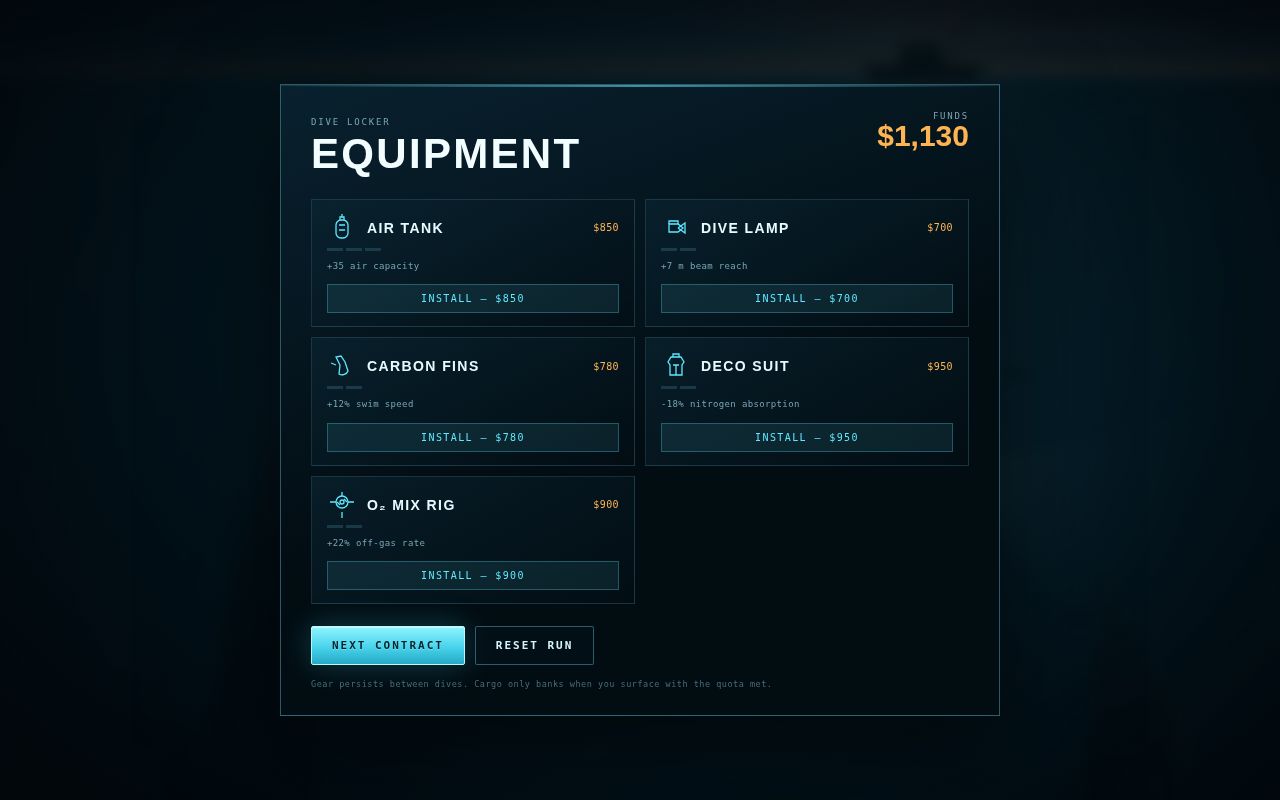 DIVE LOCKER
EQUIPMENT
FUNDS
$1,130
AIR TANK
$850
+35 air capacity
INSTALL — $850
DIVE LAMP
$700
+7 m beam reach
INSTALL — $700
CARBON FINS
$780
+12% swim speed
INSTALL — $780
DECO SUIT
$950
-18% nitrogen absorption
INSTALL — $950
O₂ MIX RIG
$900
+22% off-gas rate
INSTALL — $900
NEXT CONTRACT
RESET RUN
Gear persists between dives. Cargo only banks when you surface with the quota met.